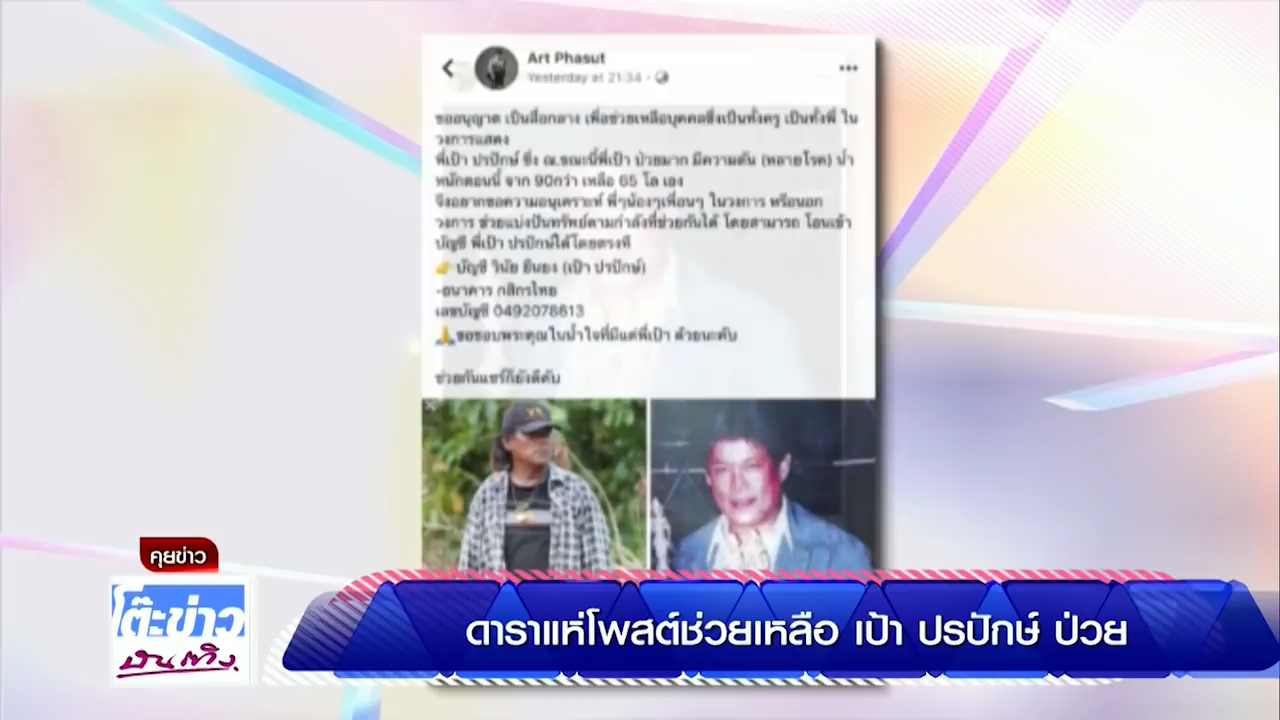 Art Phasut
Yesterday at 21:34
ขออนุญาต เป็นสื่อกลาง เพื่อช่วยเหลือบุคคลซึ่งเป็นทั้งครู เป็นทั้งพี่ ใน
วงการแสดง
พี่เป้า ปรปักษ์ ซึ่ง ณ.ขณะนี้พี่เป้า ป่วยมาก มีความดัน (หลายโรค) น้ำ
หนักตอนนี้ จาก 90กว่า เหลือ 65 โล เอง
จึงอยากขอความอนุเคราะห์ พี่ๆน้องๆเพื่อนๆ ในวงการ หรือนอก
วงการ ช่วยแบ่งปันทรัพย์ตามกำลังที่ช่วยกันได้ โดยสามารถ โอนเข้า
บัญชี พี่เป้า ปรปักษ์ได้โดยตรงที่
👉บัญชี วินัย ยินยง (เป้า ปรปักษ์)
-ธนาคาร กสิกรไทย
เลขบัญชี 0492078613
🙏ขอขอบพระคุณในน้ำใจที่มีแด่พี่เป้า ด้วยนะคับ
ช่วยกันแชร์ก็ยังดีคับ
คุยข่าว
โต๊ะข่าว
บันเทิง
ดาราแห่โพสต์ช่วยเหลือ เป้า ปรปักษ์ ป่วย